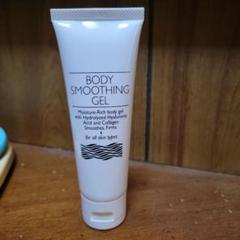 BODY
SMOOTHING
GEL
Moisture-Rich body gel
with Hydrolyzed Hyaluronic
Acid and Collagen
Smoothes, Firms
for all skin types